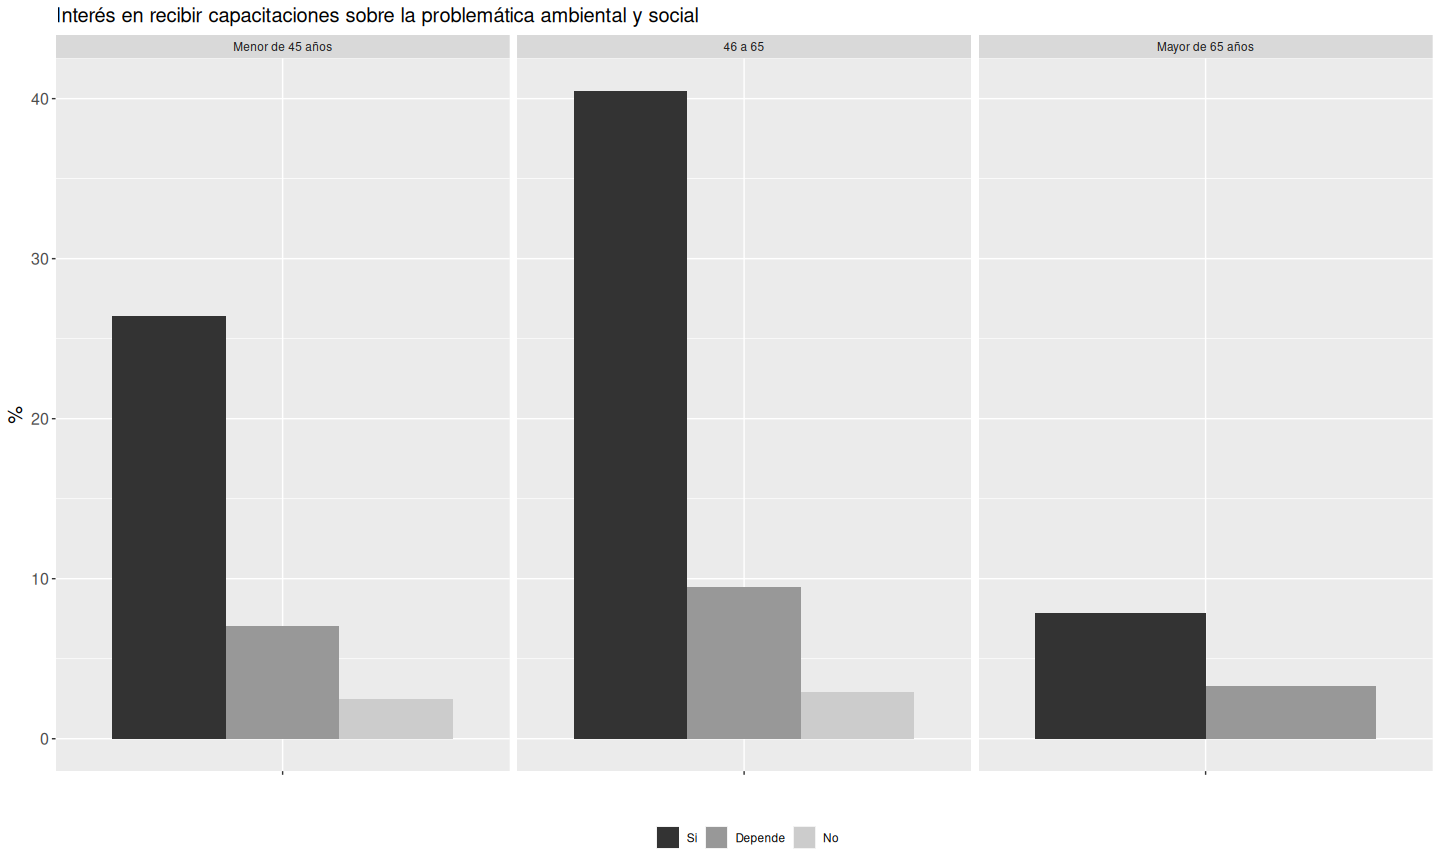 Interés en recibir capacitaciones sobre la problemática ambiental y social
Menor de 45 años
46 a 65
Mayor de 65 años
%
40
30
20
10
0
Si
Depende
No